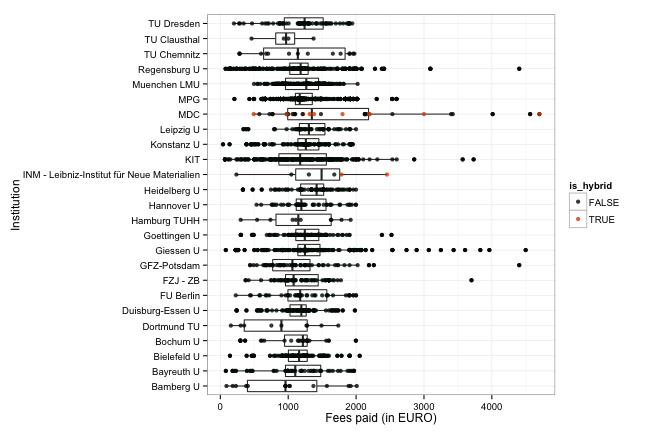 TU Dresden
TU Clausthal
TU Chemnitz
Regensburg U
Muenchen LMU
MPG
MDC
Leipzig U
Konstanz U
KIT
INM - Leibniz-Institut für Neue Materialien
Heidelberg U
Hannover U
Hamburg TUHH
Goettingen U
Giessen U
GFZ-Potsdam
FZJ - ZB
FU Berlin
Duisburg-Essen U
Dortmund TU
Bochum U
Bielefeld U
Bayreuth U
Bamberg U
Institution
0 1000 2000 3000 4000
Fees paid (in EURO)
is_hybrid
FALSE
TRUE